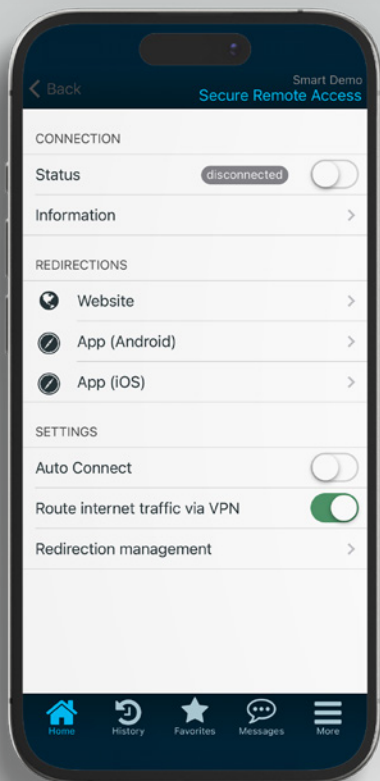 Back
Smart Demo
Secure Remote Access
CONNECTION
Status disconnected
Information
REDIRECTIONS
Website
App (Android)
App (iOS)
SETTINGS
Auto Connect
Route internet traffic via VPN
Redirection management
Home History Favorites Messages More